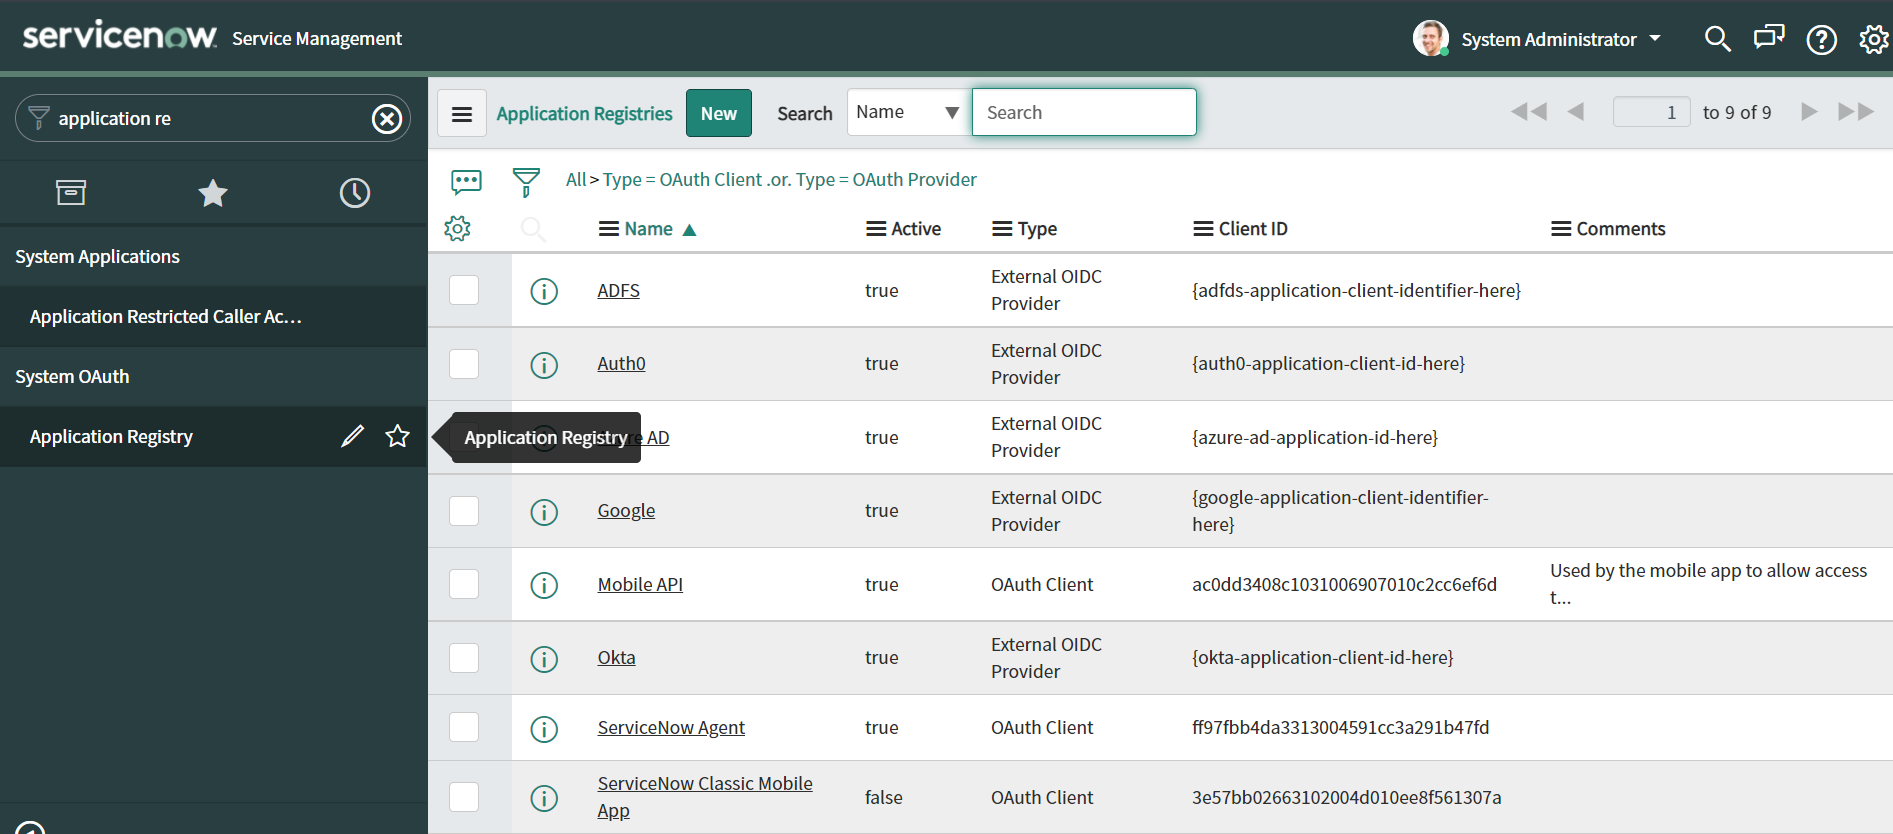 servicenow Service Management
System Administrator
application re
System Applications
Application Restricted Caller Ac...
System OAuth
Application Registry
Application Registries New Search Name Search 1 to 9 of 9
All > Type = OAuth Client .or. Type = OAuth Provider
Name Active Type Client ID Comments
ADFS true External OIDC Provider {adfds-application-client-identifier-here}
Auth0 true External OIDC Provider {auth0-application-client-id-here}
Application Registry
AD true External OIDC Provider {azure-ad-application-id-here}
Google true External OIDC Provider {google-application-client-identifier-here}
Mobile API true OAuth Client ac0dd3408c1031006907010c2cc6ef6d Used by the mobile app to allow access t...
Okta true External OIDC Provider {okta-application-client-id-here}
ServiceNow Agent true OAuth Client ff97fbb4da3313004591cc3a291b47fd
ServiceNow Classic Mobile App false OAuth Client 3e57bb02663102004d010ee8f561307a